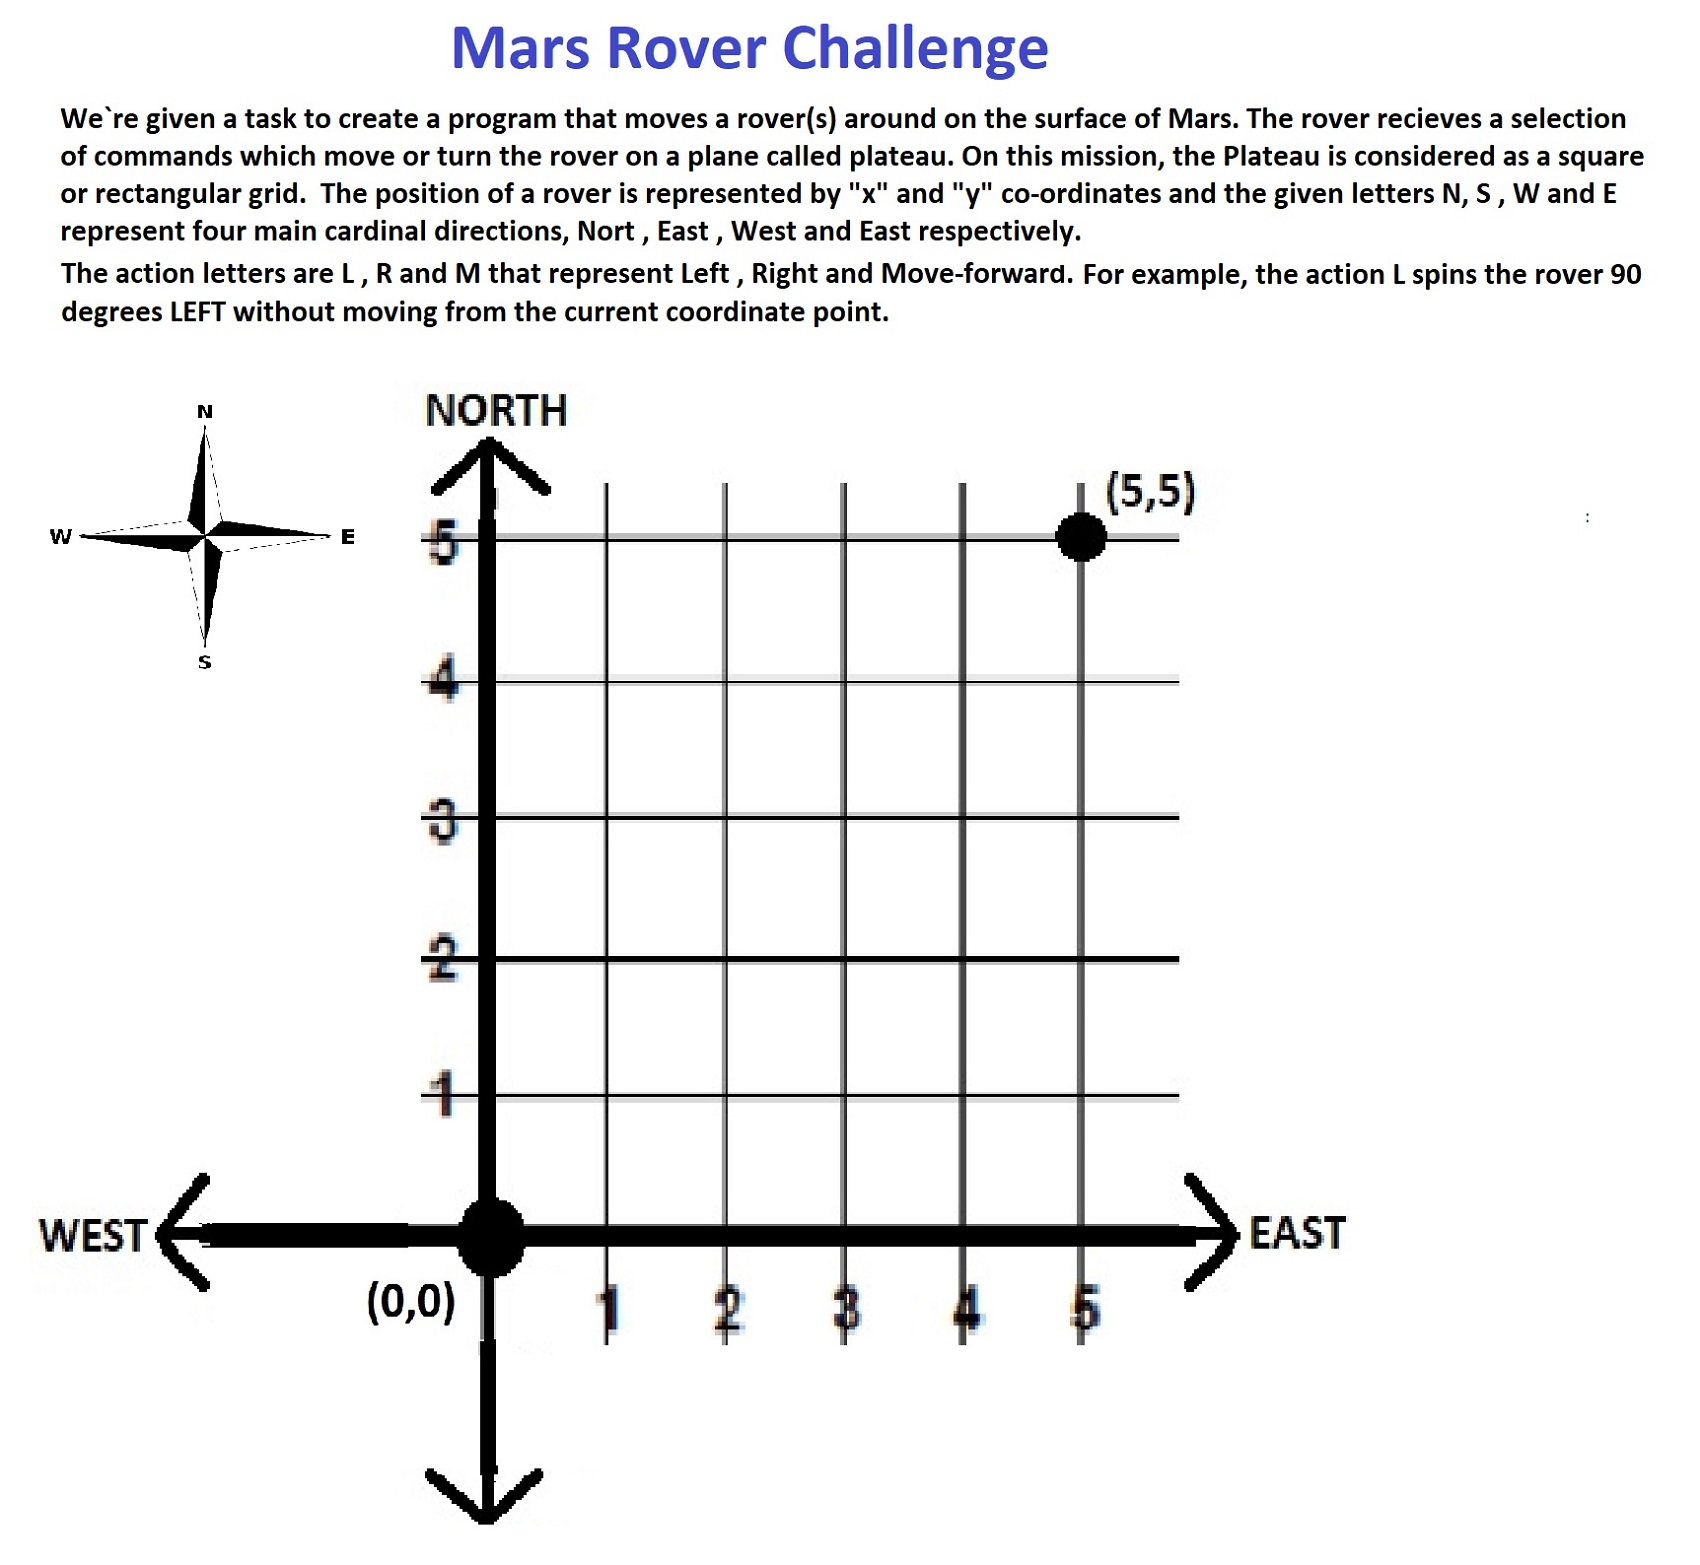 Mars Rover Challenge
We`re given a task to create a program that moves a rover(s) around on the surface of Mars. The rover recieves a selection
of commands which move or turn the rover on a plane called plateau. On this mission, the Plateau is considered as a square
or rectangular grid.  The position of a rover is represented by "x" and "y" co-ordinates and the given letters N, S , W and E
represent four main cardinal directions, Nort , East , West and East respectively.
The action letters are L , R and M that represent Left , Right and Move-forward. For example, the action L spins the rover 90
degrees LEFT without moving from the current coordinate point.
N
W
E
S
NORTH
(5,5)
:
5
4
3
2
1
WEST
EAST
(0,0)
1 2 3 4 5